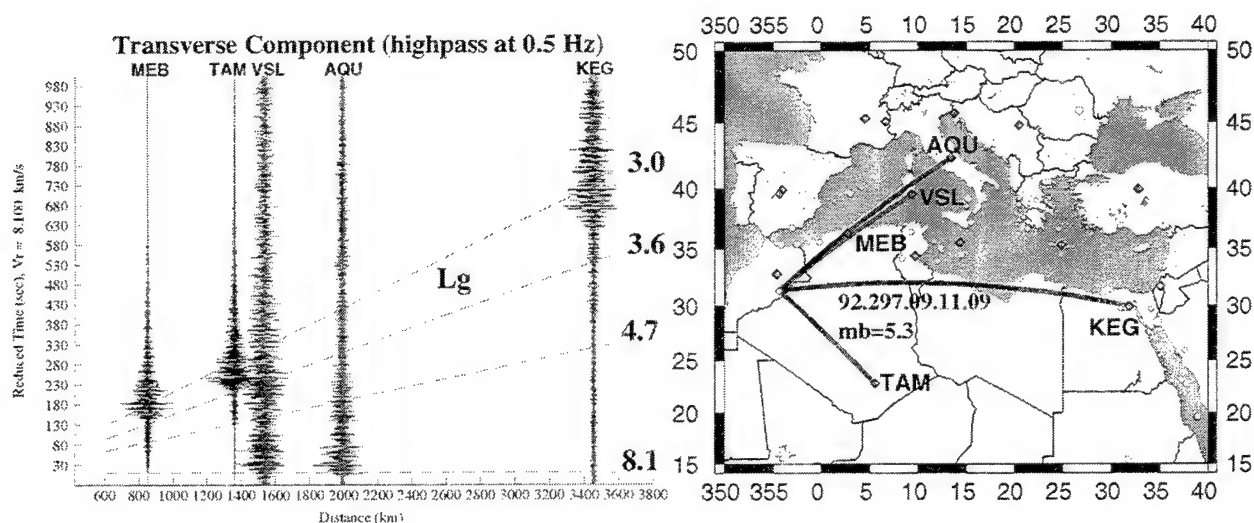 Transverse Component (highpass at 0.5 Hz)
MEB TAM VSL AQU KEG
Reduced Time (sec), Vr = 8.100 km/s
980
930
880
830
780
730
680
630
580
530
480
430
380
330
280
230
180
130
80
30
3.0
3.6
4.7
8.1
Lg
600 800 1000 1200 1400 1600 1800 2000 2200 2400 2600 2800 3000 3200 3400 3600 3800
Distance (km)
350 355 0 5 10 15 20 25 30 35 40
50 50
45 45
40 40
35 35
30 30
25 25
20 20
15 15
AQU
VSL
MEB
92.297.09.11.09
KEG
mb=5.3
TAM
350 355 0 5 10 15 20 25 30 35 40